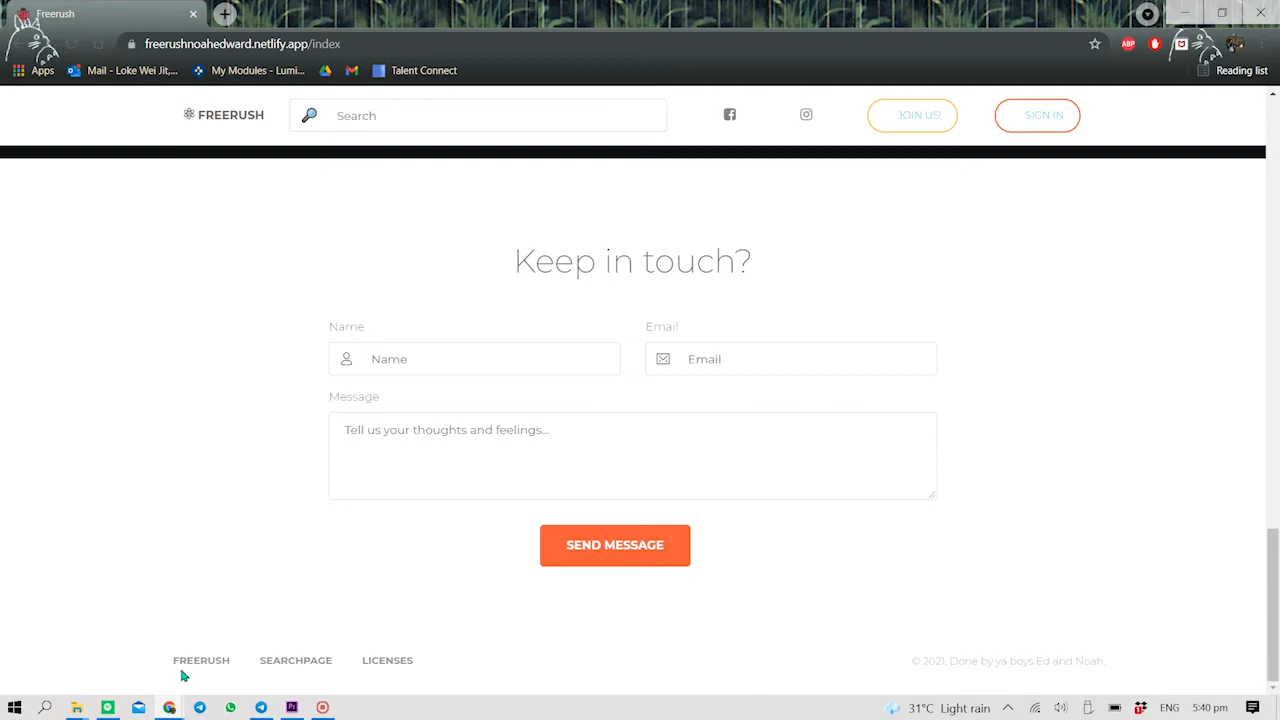 Freerush
freerushnoahedward.netlify.app/index
ABP
Apps
Mail - Loke Wei Jit,...
My Modules - Lumi...
Talent Connect
Reading list
FREERUSH
Search
JOIN US!
SIGN IN
Keep in touch?
Name
Email
Name
Email
Message
Tell us your thoughts and feelings...
SEND MESSAGE
FREERUSH
SEARCHPAGE
LICENSES
© 2021, Done by ya boys Ed and Noah.
31°C Light rain
ENG
5:40 pm